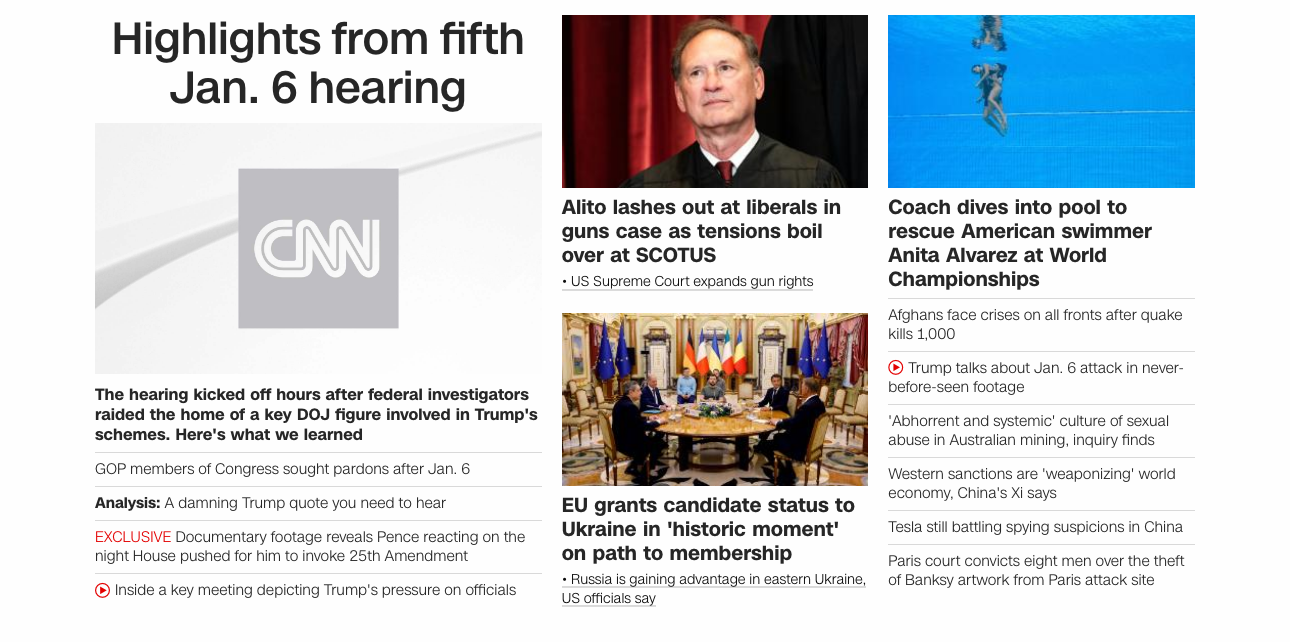 Highlights from fifth
Jan. 6 hearing
CNN
The hearing kicked off hours after federal investigators
raided the home of a key DOJ figure involved in Trump's
schemes. Here's what we learned
GOP members of Congress sought pardons after Jan. 6
Analysis: A damning Trump quote you need to hear
EXCLUSIVE Documentary footage reveals Pence reacting on the
night House pushed for him to invoke 25th Amendment
Inside a key meeting depicting Trump's pressure on officials
Alito lashes out at liberals in
guns case as tensions boil
over at SCOTUS
• US Supreme Court expands gun rights
EU grants candidate status to
Ukraine in 'historic moment'
on path to membership
• Russia is gaining advantage in eastern Ukraine,
US officials say
Coach dives into pool to
rescue American swimmer
Anita Alvarez at World
Championships
Afghans face crises on all fronts after quake
kills 1,000
Trump talks about Jan. 6 attack in never-
before-seen footage
'Abhorrent and systemic' culture of sexual
abuse in Australian mining, inquiry finds
Western sanctions are 'weaponizing' world
economy, China's Xi says
Tesla still battling spying suspicions in China
Paris court convicts eight men over the theft
of Banksy artwork from Paris attack site